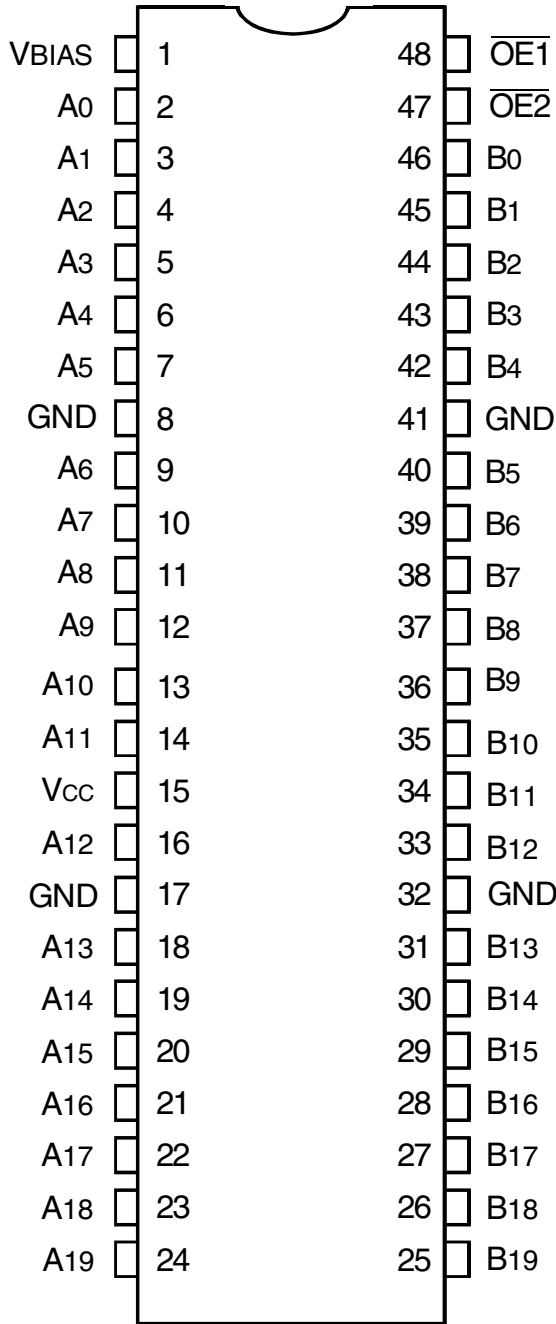 VBIAS 1 48 OE1
A0 2 47 OE2
A1 3 46 B0
A2 4 45 B1
A3 5 44 B2
A4 6 43 B3
A5 7 42 B4
GND 8 41 GND
A6 9 40 B5
A7 10 39 B6
A8 11 38 B7
A9 12 37 B8
A10 13 36 B9
A11 14 35 B10
VCC 15 34 B11
A12 16 33 B12
GND 17 32 GND
A13 18 31 B13
A14 19 30 B14
A15 20 29 B15
A16 21 28 B16
A17 22 27 B17
A18 23 26 B18
A19 24 25 B19